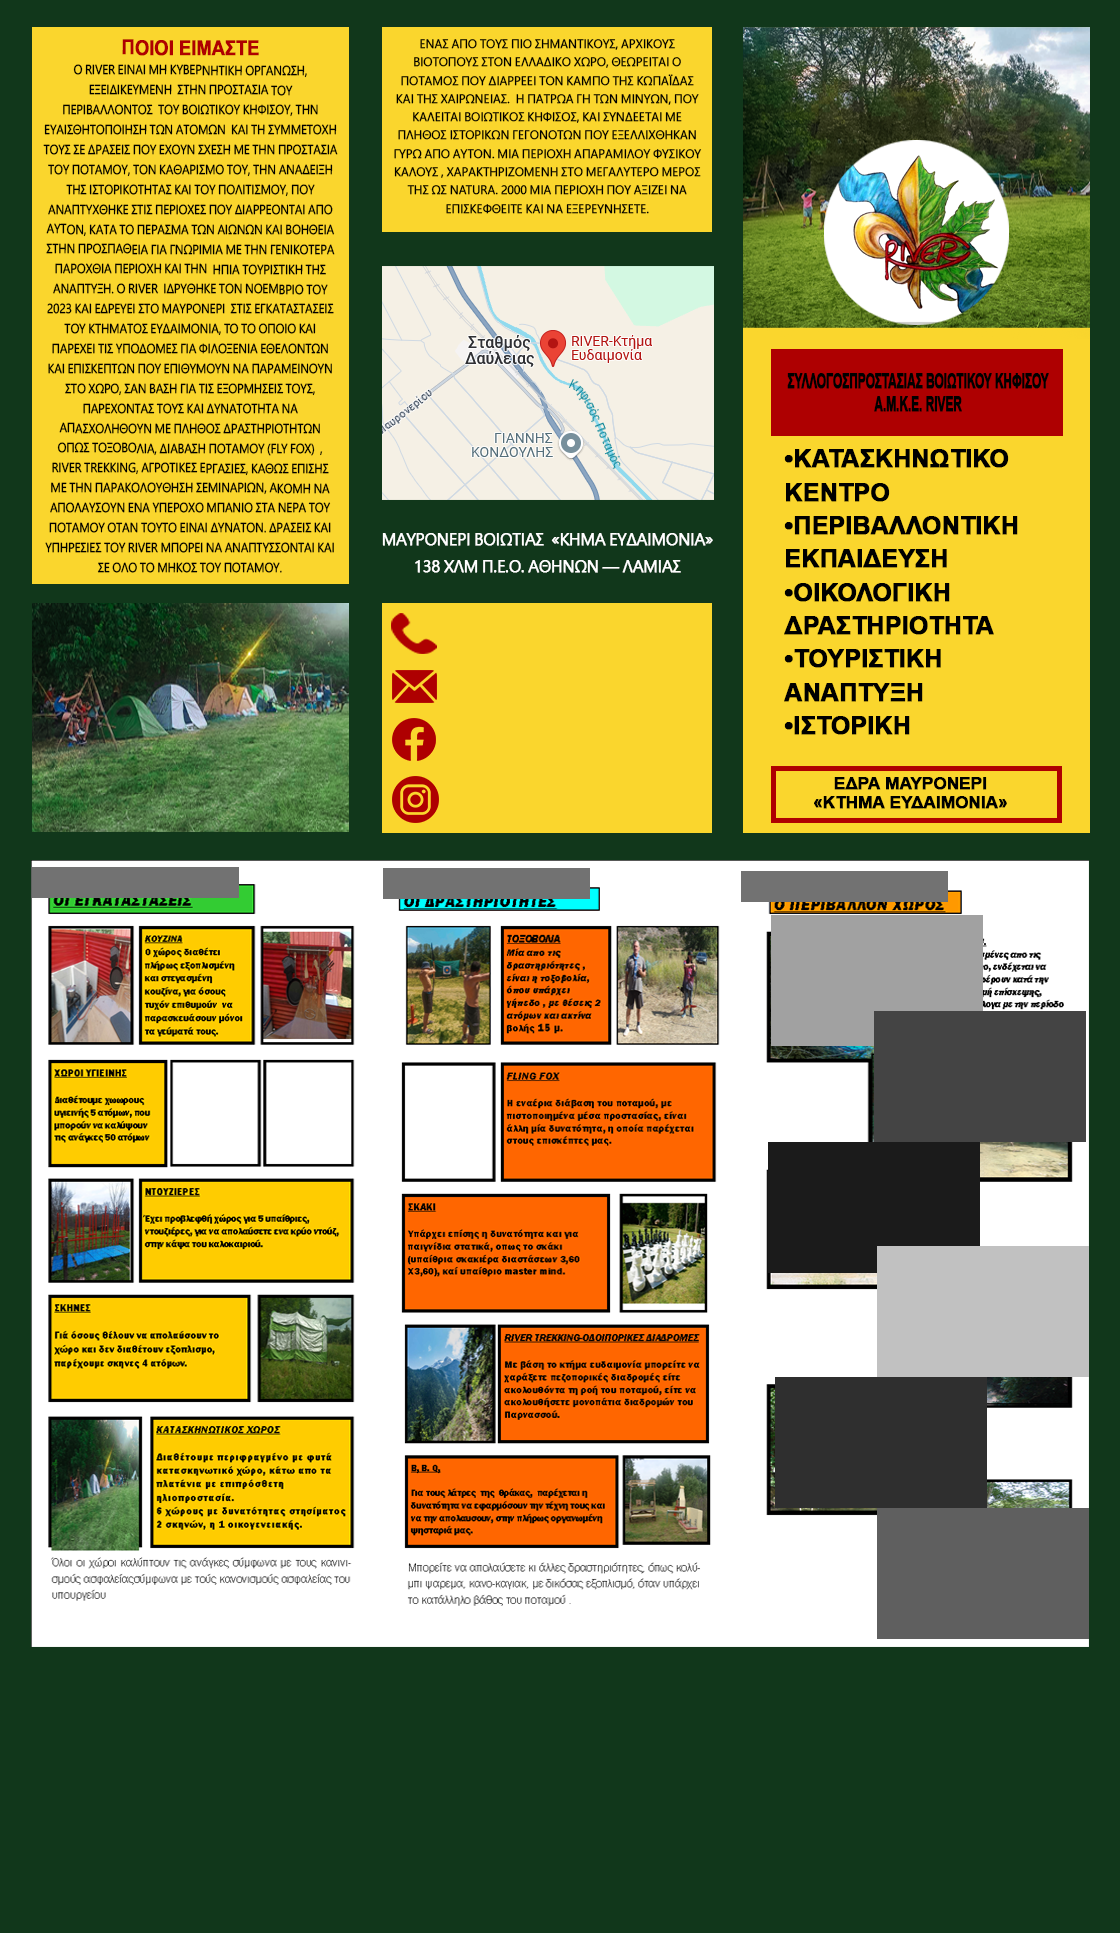 ΠΟΙΟΙ ΕΙΜΑΣΤΕ
Ο RIVER ΕΙΝΑΙ ΜΗ ΚΥΒΕΡΝΗΤΙΚΗ ΟΡΓΑΝΩΣΗ,
ΕΞΕΙΔΙΚΕΥΜΕΝΗ ΣΤΗΝ ΠΡΟΣΤΑΣΙΑ ΤΟΥ
ΠΕΡΙΒΑΛΛΟΝΤΟΣ ΤΟΥ ΒΟΙΩΤΙΚΟΥ ΚΗΦΙΣΟΥ, ΤΗΝ
ΕΥΑΙΣΘΗΤΟΠΟΙΗΣΗ ΤΩΝ ΑΤΟΜΩΝ ΚΑΙ ΤΗ ΣΥΜΜΕΤΟΧΗ
ΤΟΥΣ ΣΕ ΔΡΑΣΕΙΣ ΠΟΥ ΕΧΟΥΝ ΣΧΕΣΗ ΜΕ ΤΗΝ ΠΡΟΣΤΑΣΙΑ
ΤΟΥ ΠΟΤΑΜΟΥ, ΤΟΝ ΚΑΘΑΡΙΣΜΟ ΤΟΥ, ΤΗΝ ΑΝΑΔΕΙΞΗ
ΤΗΣ ΙΣΤΟΡΙΚΟΤΗΤΑΣ ΚΑΙ ΤΟΥ ΠΟΛΙΤΙΣΜΟΥ, ΠΟΥ
ΑΝΑΠΤΥΧΘΗΚΕ ΣΤΙΣ ΠΕΡΙΟΧΕΣ ΠΟΥ ΔΙΑΡΡΕΟΝΤΑΙ ΑΠΟ
ΑΥΤΟΝ, ΚΑΤΑ ΤΟ ΠΕΡΑΣΜΑ ΤΩΝ ΑΙΩΝΩΝ ΚΑΙ ΒΟΗΘΕΙΑ
ΣΤΗΝ ΠΡΟΣΠΑΘΕΙΑ ΓΙΑ ΓΝΩΡΙΜΙΑ ΜΕ ΤΗΝ ΓΕΝΙΚΟΤΕΡΑ
ΠΑΡΟΧΘΙΑ ΠΕΡΙΟΧΗ ΚΑΙ ΤΗΝ ΗΠΙΑ ΤΟΥΡΙΣΤΙΚΗ ΤΗΣ
ΑΝΑΠΤΥΞΗ. Ο RIVER ΙΔΡΥΘΗΚΕ ΤΟΝ ΝΟΕΜΒΡΙΟ ΤΟΥ
2023 ΚΑΙ ΕΔΡΕΥΕΙ ΣΤΟ ΜΑΥΡΟΝΕΡΙ ΣΤΙΣ ΕΓΚΑΤΑΣΤΑΣΕΙΣ
ΤΟΥ ΚΤΗΜΑΤΟΣ ΕΥΔΑΙΜΟΝΙΑ, ΤΟ ΤΟ ΟΠΟΙΟ ΚΑΙ
ΠΑΡΕΧΕΙ ΤΙΣ ΥΠΟΔΟΜΕΣ ΓΙΑ ΦΙΛΟΞΕΝΙΑ ΕΘΕΛΟΝΤΩΝ
ΚΑΙ ΕΠΙΣΚΕΠΤΩΝ ΠΟΥ ΕΠΙΘΥΜΟΥΝ ΝΑ ΠΑΡΑΜΕΙΝΟΥΝ
ΣΤΟ ΧΩΡΟ, ΣΑΝ ΒΑΣΗ ΓΙΑ ΤΙΣ ΕΞΟΡΜΗΣΕΙΣ ΤΟΥΣ,
ΠΑΡΕΧΟΝΤΑΣ ΤΟΥΣ ΚΑΙ ΔΥΝΑΤΟΤΗΤΑ ΝΑ
ΑΠΑΣΧΟΛΗΘΟΥΝ ΜΕ ΠΛΗΘΟΣ ΔΡΑΣΤΗΡΙΟΤΗΤΩΝ
ΟΠΩΣ ΤΟΞΟΒΟΛΙΑ, ΔΙΑΒΑΣΗ ΠΟΤΑΜΟΥ (FLY FOX) ,
RIVER TREKKING, ΑΓΡΟΤΙΚΕΣ ΕΡΓΑΣΙΕΣ, ΚΑΘΩΣ ΕΠΙΣΗΣ
ΜΕ ΤΗΝ ΠΑΡΑΚΟΛΟΥΘΗΣΗ ΣΕΜΙΝΑΡΙΩΝ, ΑΚΟΜΗ ΝΑ
ΑΠΟΛΑΥΣΟΥΝ ΕΝΑ ΥΠΕΡΟΧΟ ΜΠΑΝΙΟ ΣΤΑ ΝΕΡΑ ΤΟΥ
ΠΟΤΑΜΟΥ ΟΤΑΝ ΤΟΥΤΟ ΕΙΝΑΙ ΔΥΝΑΤΟΝ. ΔΡΑΣΕΙΣ ΚΑΙ
ΥΠΗΡΕΣΙΕΣ ΤΟΥ RIVER ΜΠΟΡΕΙ ΝΑ ΑΝΑΠΤΥΣΣΟΝΤΑΙ ΚΑΙ
ΣΕ ΟΛΟ ΤΟ ΜΗΚΟΣ ΤΟΥ ΠΟΤΑΜΟΥ.
ΕΝΑΣ ΑΠΟ ΤΟΥΣ ΠΙΟ ΣΗΜΑΝΤΙΚΟΥΣ, ΑΡΧΙΚΟΥΣ
ΒΙΟΤΟΠΟΥΣ ΣΤΟΝ ΕΛΛΑΔΙΚΟ ΧΩΡΟ, ΘΕΩΡΕΙΤΑΙ Ο
ΠΟΤΑΜΟΣ ΠΟΥ ΔΙΑΡΡΕΕΙ ΤΟΝ ΚΑΜΠΟ ΤΗΣ ΚΩΠΑΪΔΑΣ
ΚΑΙ ΤΗΣ ΧΑΙΡΩΝΕΙΑΣ. Η ΠΑΤΡΩΑ ΓΗ ΤΩΝ ΜΙΝΥΩΝ, ΠΟΥ
ΚΑΛΕΙΤΑΙ ΒΟΙΩΤΙΚΟΣ ΚΗΦΙΣΟΣ, ΚΑΙ ΣΥΝΔΕΕΤΑΙ ΜΕ
ΠΛΗΘΟΣ ΙΣΤΟΡΙΚΩΝ ΓΕΓΟΝΟΤΩΝ ΠΟΥ ΕΞΕΛΛΙΧΘΗΚΑΝ
ΓΥΡΩ ΑΠΟ ΑΥΤΟΝ. ΜΙΑ ΠΕΡΙΟΧΗ ΑΠΑΡΑΜΙΛΟΥ ΦΥΣΙΚΟΥ
ΚΑΛΟΥΣ , ΧΑΡΑΚΤΗΡΙΖΟΜΕΝΗ ΣΤΟ ΜΕΓΑΛΥΤΕΡΟ ΜΕΡΟΣ
ΤΗΣ ΩΣ NATURA. 2000 ΜΙΑ ΠΕΡΙΟΧΗ ΠΟΥ ΑΞΙΖΕΙ ΝΑ
ΕΠΙΣΚΕΦΘΕΙΤΕ ΚΑΙ ΝΑ ΕΞΕΡΕΥΝΗΣΕΤΕ.
Σταθμός
Δαύλειας
RIVER-Κτήμα
Ευδαιμονία
Μαυρονερίου
Κηφισός Ποταμός
ΓΙΑΝΝΗΣ
ΚΟΝΔΟΥΛΗΣ
ΜΑΥΡΟΝΕΡΙ ΒΟΙΩΤΙΑΣ «ΚΗΜΑ ΕΥΔΑΙΜΟΝΙΑ»
138 ΧΛΜ Π.Ε.Ο. ΑΘΗΝΩΝ — ΛΑΜΙΑΣ
RIVER
ΣΥΛΛΟΓΟΣΠΡΟΣΤΑΣΙΑΣ ΒΟΙΩΤΙΚΟΥ ΚΗΦΙΣΟΥ
Α.Μ.Κ.Ε. RIVER
•ΚΑΤΑΣΚΗΝΩΤΙΚΟ
ΚΕΝΤΡΟ
•ΠΕΡΙΒΑΛΛΟΝΤΙΚΗ
ΕΚΠΑΙΔΕΥΣΗ
•ΟΙΚΟΛΟΓΙΚΗ
ΔΡΑΣΤΗΡΙΟΤΗΤΑ
•ΤΟΥΡΙΣΤΙΚΗ
ΑΝΑΠΤΥΞΗ
•ΙΣΤΟΡΙΚΗ
ΕΔΡΑ ΜΑΥΡΟΝΕΡΙ
«ΚΤΗΜΑ ΕΥΔΑΙΜΟΝΙΑ»
ΟΙ ΕΓΚΑΤΑΣΤΑΣΕΙΣ
ΚΟΥΖΙΝΑ
Ο χώρος διαθέτει
πλήρως εξοπλισμένη
και στεγασμένη
κουζίνα, για όσους
τυχόν επιθυμούν να
παρασκευάσουν μόνοι
τα γεύματά τους.
ΧΩΡΟΙ ΥΓΙΕΙΝΗΣ
Διαθέτουμε χωωρους
υγιεινής 5 ατόμων, που
μπορούν να καλύψουν
τις ανάγκες 50 ατόμων
ΝΤΟΥΖΙΕΡΕΣ
Έχει προβλεφθή χώρος για 5 υπαίθριες,
ντουζιέρες, για να απολαύσετε ενα κρύο ντούζ,
στην κάψα του καλοκαιριού.
ΣΚΗΝΕΣ
Γιά όσους θέλουν να απολαύσουν το
χώρο και δεν διαθέτουν εξοπλισμο,
παρέχουμε σκηνες 4 ατόμων.
ΚΑΤΑΣΚΗΝΩΤΙΚΟΣ ΧΩΡΟΣ
Διαθέτουμε περιφραγμένο με φυτά
κατασκηνωτικό χώρο, κάτω απο τα
πλατάνια με επιπρόσθετη
ηλιοπροστασία.
6 χώρους με δυνατότητας στησίματος
2 σκηνών, η 1 οικογενειακής.
Όλοι οι χώροι καλύπτουν τις ανάγκες σύμφωνα με τους κανινι-
σμούς ασφαλείαςσύμφωνα με τούς κανονισμούς ασφαλείας του
υπουργείου
ΟΙ ΔΡΑΣΤΗΡΙΟΤΗΤΕΣ
ΤΟΞΟΒΟΛΙΑ
Μία απο τις
δραστηριότητες ,
είναι η τοξοβολία,
όπου υπάρχει
γήπεδο , με θέσεις 2
ατόμων και ακτίνα
βολής 15 μ.
FLING FOX
Η εναέρια διάβαση του ποταμού, με
πιστοποιημένα μέσα προστασίας, είναι
άλλη μία δυνατότητα, η οποία παρέχεται
στους επισκέπτες μας.
ΣΚΑΚΙ
Υπάρχει επίσης η δυνατότητα και για
παιγνίδια στατικά, οπως το σκάκι
(υπαίθρια σκακιέρα διαστάσεων 3,60
Χ3,60), καί υπαίθριο master mind.
RIVER TREKKING-ΟΔΟΙΠΟΡΙΚΕΣ ΔΙΑΔΡΟΜΕΣ
Με βάση το κτήμα ευδαιμονία μπορείτε να
χαράξετε πεζοπορικές διαδρομές είτε
ακολουθόντα τη ροή του ποταμού, είτε να
ακολουθήσετε μονοπάτια διαδρομών του
Παρνασσού.
Β, Β. Q,
Για τους λάτρες της θράκας, παρέχεται η
δυνατότητα να εφαρμόσουν την τέχνη τους και
να την απολαυσουν, στην πλήρως οργανωμένη
ψησταριά μας.
Μπορείτε να απολαύσετε κι άλλες δραστηριότητες, όπως κολύ-
μπι ψαρεμα, κανο-καγιακ, με δικόσας εξοπλισμό, όταν υπάρχει
το κατάλληλο βάθος του ποταμού .
Ο ΠΕΡΙΒΑΛΛΟΝ ΧΩΡΟΣ
απο τις
ενδέχεται να
κατά την
επίσκεψης,
με την περίοδο